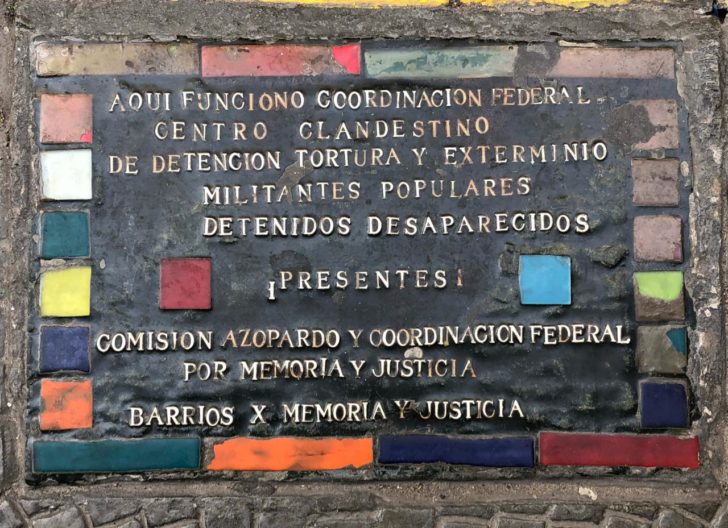 AQUI FUNCIONO COORDINACION FEDERAL
CENTRO CLANDESTINO
DE DETENCION TORTURA Y EXTERMINIO
MILITANTES POPULARES
DETENIDOS DESAPARECIDOS
¡PRESENTES!
COMISION AZOPARDO Y COORDINACION FEDERAL
POR MEMORIA Y JUSTICIA
BARRIOS X MEMORIA Y JUSTICIA